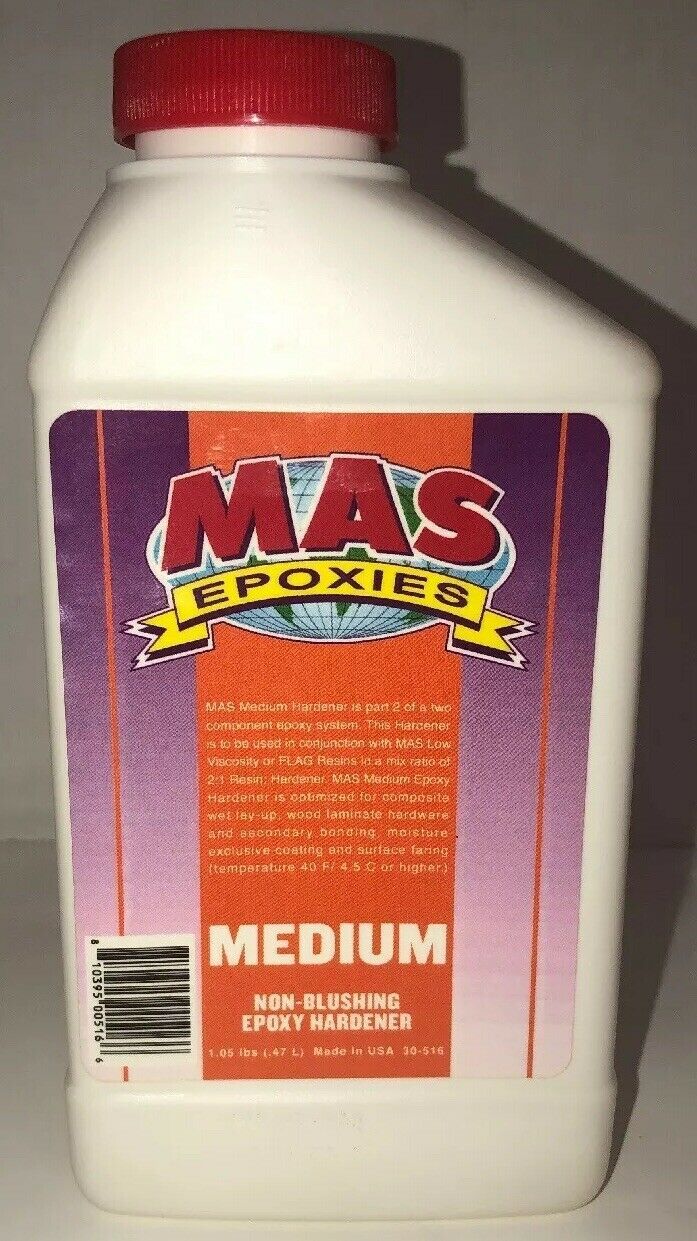 MAS
EPOXIES
MAS Medium Hardener is part 2 of a two
component epoxy system. This Hardener
is to be used in conjunction with MAS Low
Viscosity or FLAG Resins in a mix ratio of
2:1 Resin: Hardener. MAS Medium Epoxy
Hardener is optimized for composite
wet lay-up, wood laminate hardware
and secondary bonding, moisture
exclusive coating and surface faring
(temperature 40 F/ 4.5 C or higher.)
MEDIUM
NON-BLUSHING
EPOXY HARDENER
1.05 lbs (.47 L) Made in USA 30-516
8 10395 00516 6